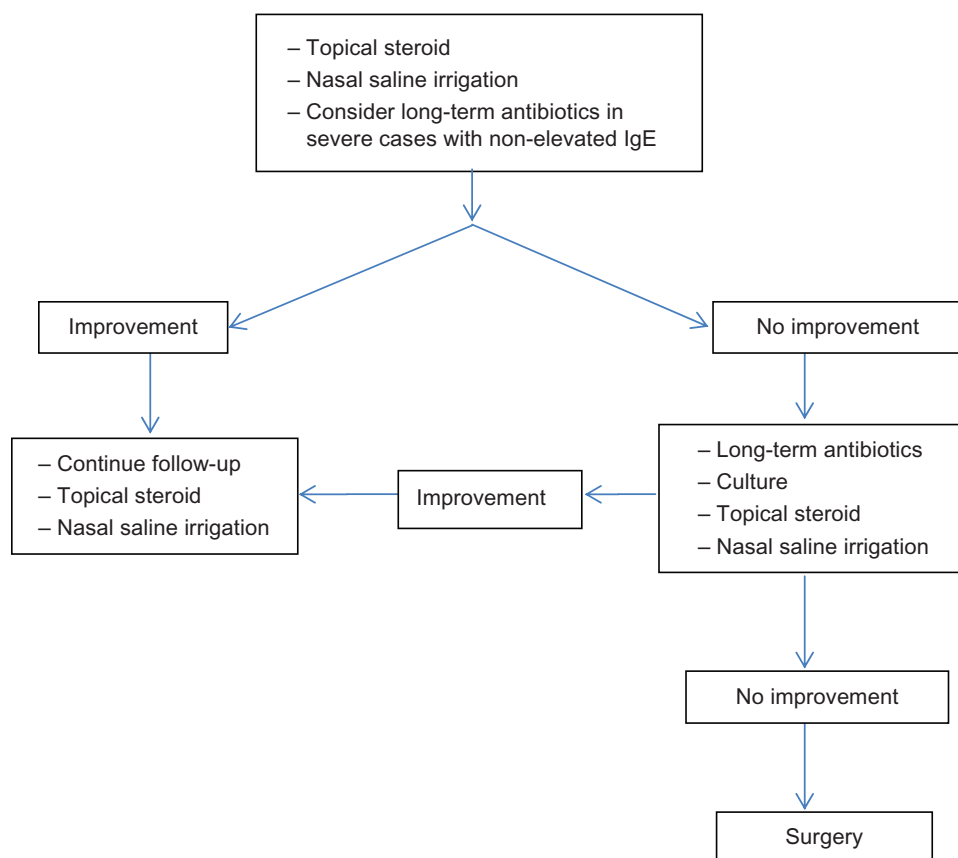 – Topical steroid
– Nasal saline irrigation
– Consider long-term antibiotics in
severe cases with non-elevated IgE
Improvement
No improvement
– Continue follow-up
– Topical steroid
– Nasal saline irrigation
Improvement
– Long-term antibiotics
– Culture
– Topical steroid
– Nasal saline irrigation
No improvement
Surgery